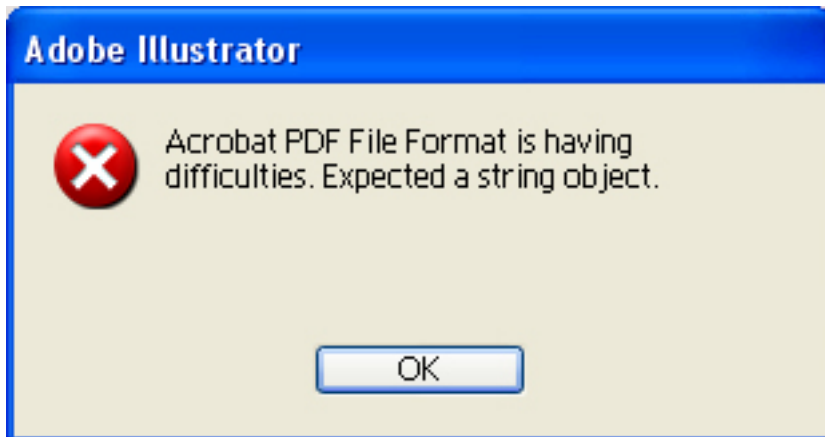 Adobe Illustrator
Acrobat PDF File Format is having
difficulties. Expected a string object.
OK